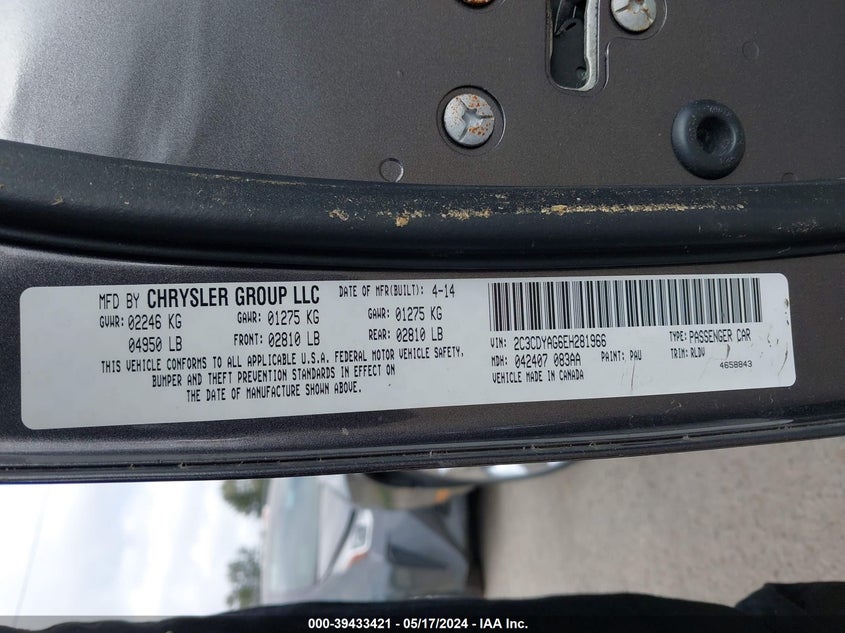 MFD BY CHRYSLER GROUP LLC DATE OF MFR(BUILT): 4-14
GVWR: 02246 KG GAWR: 01275 KG GAWR: 01275 KG
04950 LB FRONT: 02810 LB REAR: 02810 LB
THIS VEHICLE CONFORMS TO ALL APPLICABLE U.S.A. FEDERAL MOTOR VEHICLE SAFETY,
BUMPER AND THEFT PREVENTION STANDARDS IN EFFECT ON
THE DATE OF MANUFACTURE SHOWN ABOVE.
VIN: 2C3CDYAG6EH281966 TYPE: PASSENGER CAR
MDH: 042407 083AA PAINT: PAU TRIM: RLDV
VEHICLE MADE IN CANADA 4658843
000-39433421 - 05/17/2024 - IAA Inc.